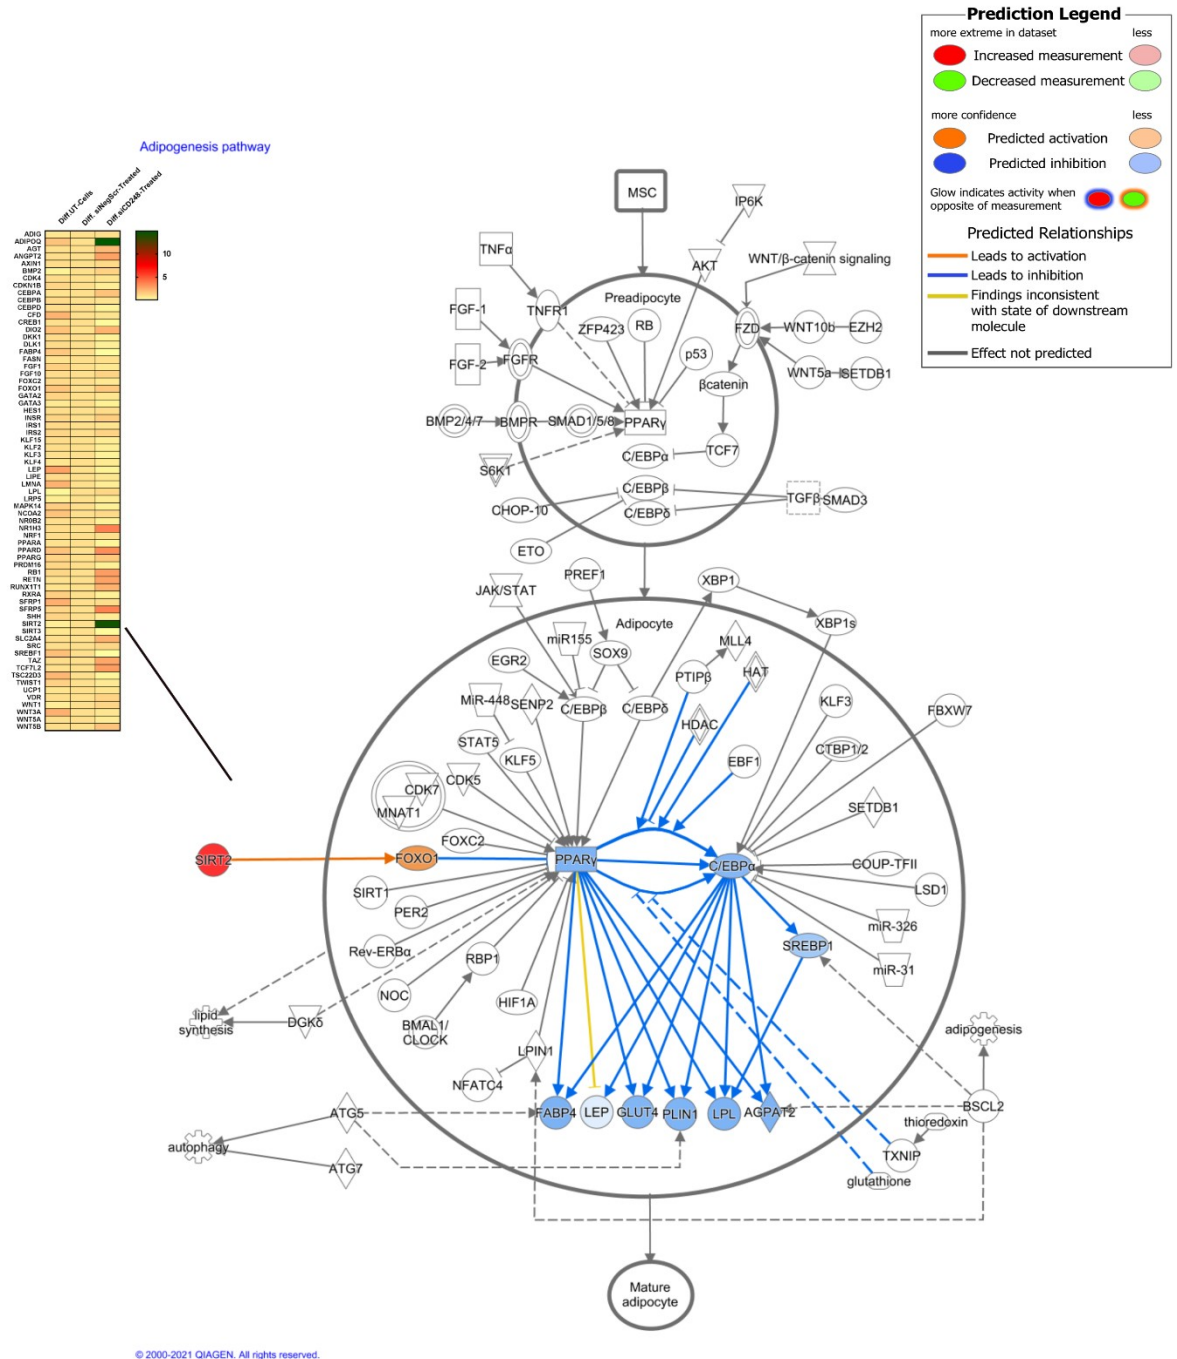 Prediction Legend
more extreme in dataset
less
Increased measurement
Decreased measurement
more confidence
less
Predicted activation
Predicted inhibition
Glow indicates activity when
opposite of measurement
Predicted Relationships
Leads to activation
Leads to inhibition
Findings inconsistent
with state of downstream
molecule
Effect not predicted
Adipogenesis pathway
Diff.UT-Cells
Diff. siNegScr-Treated
Diff.siCD248-Treated
10
5
ADIG
ADIPOQ
AGT
ANGPT2
AXIN1
BMP2
CDK4
CDKN1B
CEBPA
CEBPB
CEBPD
CFD
CREB1
DIO2
DKK1
DLK1
FABP4
FASN
FGF1
FGF10
FOXC2
FOXO1
GATA2
GATA3
HES1
INSR
IRS1
IRS2
KLF15
KLF2
KLF3
KLF4
LEP
LIPE
LMNA
LPL
LRP5
MAPK14
NCOA2
NR0B2
NR1H3
NRF1
PPARA
PPARD
PPARG
PRDM16
RB1
RETN
RUNX1T1
RXRA
SFRP1
SFRP5
SHH
SIRT2
SIRT3
SLC2A4
SRC
SREBF1
TAZ
TCF7L2
TSC22D3
TWIST1
UCP1
VDR
WNT1
WNT3A
WNT5A
WNT5B
MSC
IP6K
TNFα
AKT
WNT/β-catenin signaling
Preadipocyte
FGF-1
TNFR1
ZFP423
RB
FZD
WNT10b
EZH2
FGF-2
FGFR
p53
WNT5a
SETDB1
βcatenin
BMP2/4/7
BMPR
SMAD1/5/8
PPARγ
TCF7
C/EBPα
S6K1
C/EBPβ
CHOP-10
TGFβ
SMAD3
C/EBPδ
ETO
PREF1
XBP1
JAK/STAT
Adipocyte
XBP1s
miR155
MLL4
SOX9
EGR2
PTIPβ
HAT
MiR-448
SENP2
C/EBPβ
C/EBPδ
KLF3
FBXW7
HDAC
STAT5
CTBP1/2
KLF5
EBF1
CDK5
CDK7
SETDB1
MNAT1
FOXC2
SIRT2
FOXO1
PPARγ
C/EBPα
COUP-TFII
SIRT1
LSD1
PER2
miR-326
Rev-ERBα
SREBP1
RBP1
miR-31
NOC
HIF1A
lipid
synthesis
DGKδ
BMAL1/
CLOCK
adipogenesis
LPIN1
NFATC4
ATG5
FABP4
LEP
GLUT4
PLIN1
LPL
AGPAT2
BSCL2
thioredoxin
autophagy
TXNIP
ATG7
glutathione
Mature
adipocyte
© 2000-2021 QIAGEN. All rights reserved.